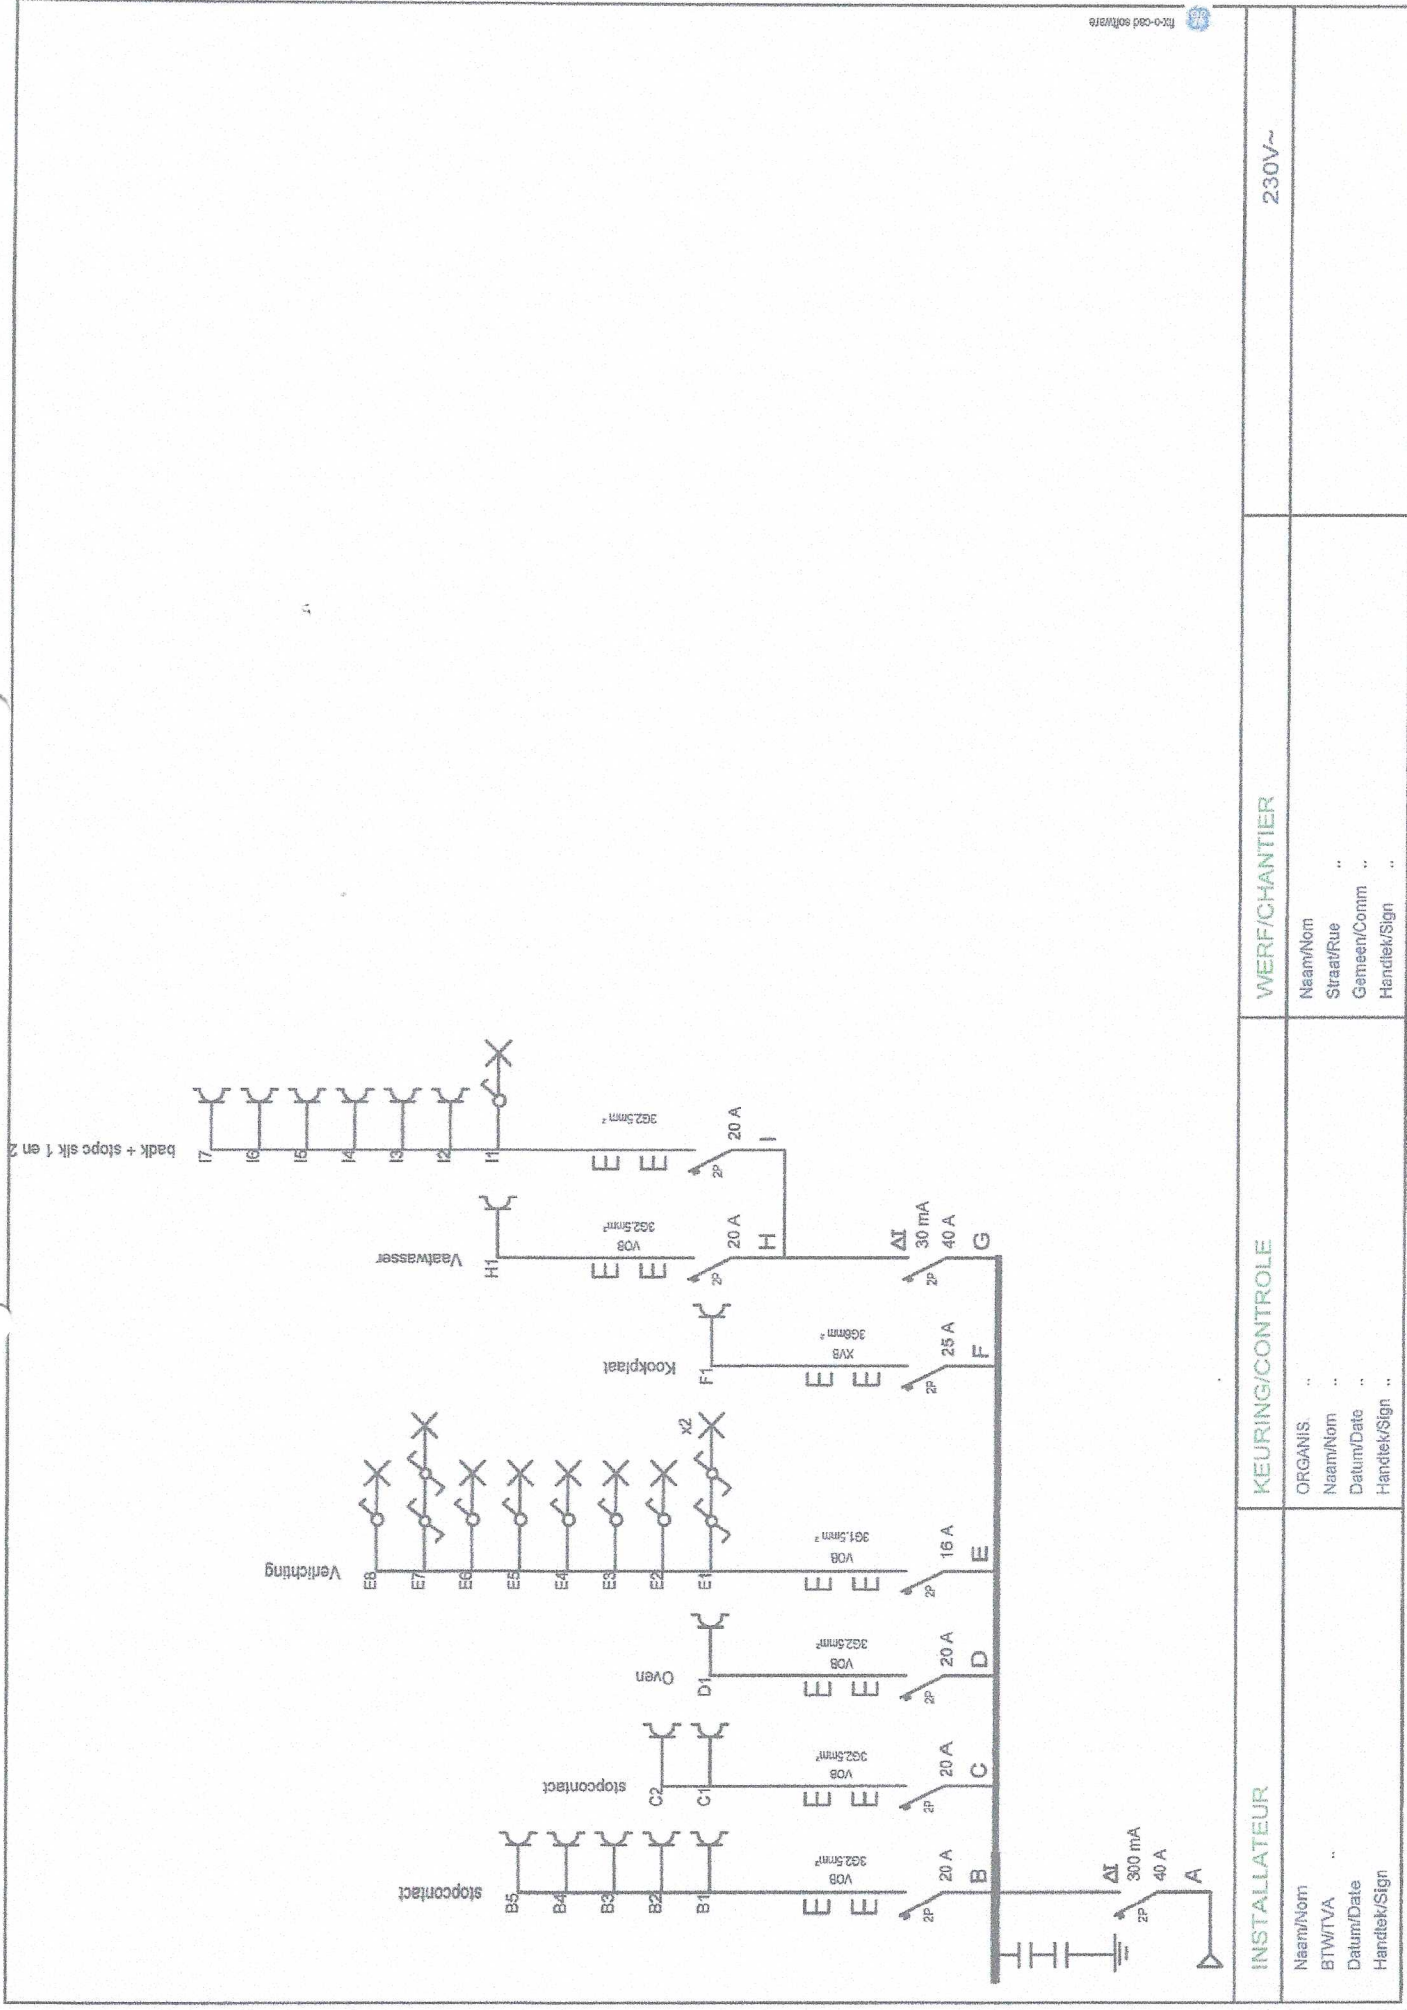 fix-o-cad software
badk + stopc slk 1 en 2
I7
I6
I5
I4
I3
I2
I1
3G2.5mm²
2P
20 A
I
Vaatwasser
H1
VOB
3G2.5mm²
2P
20 A
H
ΔI
30 mA
2P
40 A
G
Kookplaat
F1
XVB
3G6mm²
2P
25 A
F
Verlichting
E8
E7
E6
E5
E4
E3
E2
E1
x2
VOB
3G1.5mm²
2P
16 A
E
Oven
D1
VOB
3G2.5mm²
2P
20 A
D
stopcontact
C2
C1
VOB
3G2.5mm²
2P
20 A
C
stopcontact
B5
B4
B3
B2
B1
VOB
3G2.5mm²
2P
20 A
B
ΔI
300 mA
2P
40 A
A
INSTALLATEUR
Naam/Nom
BTW/TVA ..
Datum/Date
Handtek/Sign
KEURING/CONTROLE
ORGANIS. ..
Naam/Nom ..
Datum/Date ..
Handtek/Sign ..
WERF/CHANTIER
Naam/Nom
Straat/Rue ..
Gemeen/Comm ..
Handtek/Sign ..
230V~